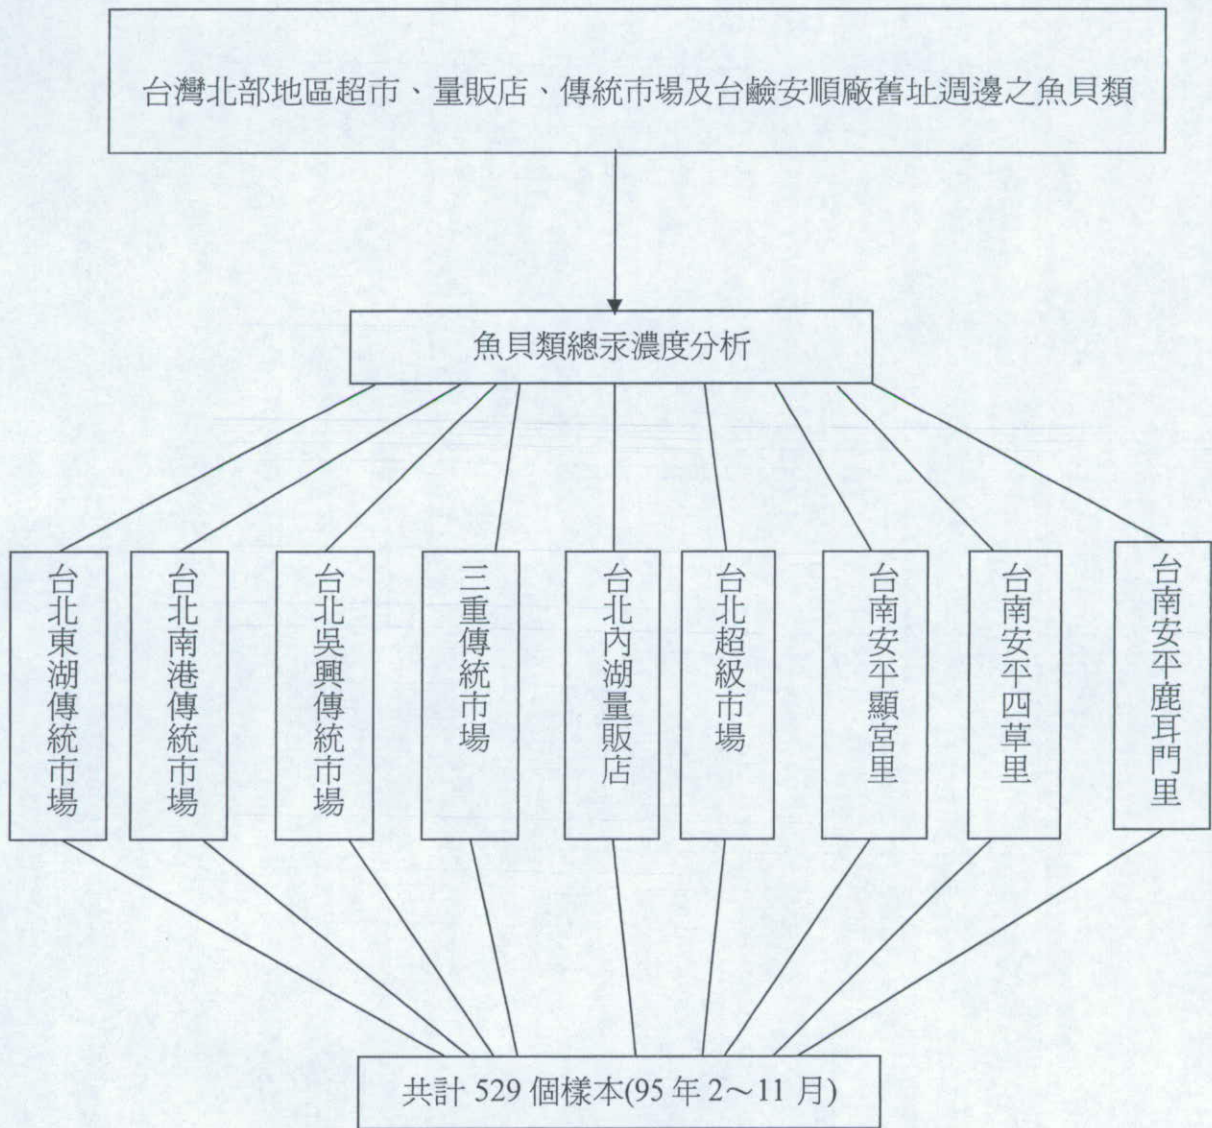 台灣北部地區超市、量販店、傳統市場及台鹼安順廠舊址週邊之魚貝類
魚貝類總汞濃度分析
台北東湖傳統市場
台北南港傳統市場
台北吳興傳統市場
三重傳統市場
台北內湖量販店
台北超級市場
台南安平顯宮里
台南安平四草里
台南安平鹿耳門里
共計 529 個樣本(95 年 2～11 月)